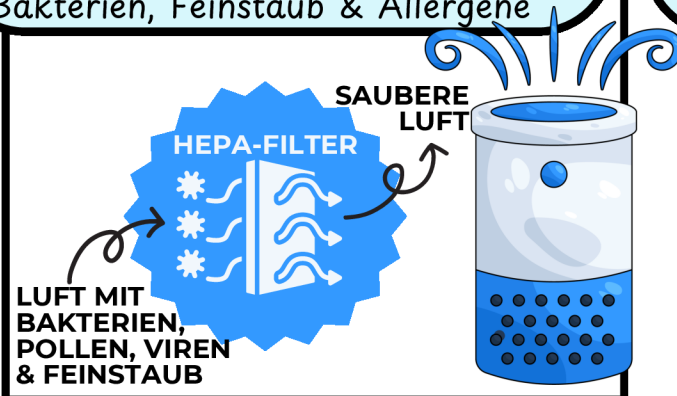 Bakterien, Feinstaub & Allergene
SAUBERE
LUFT
HEPA-FILTER
LUFT MIT
BAKTERIEN,
POLLEN, VIREN
& FEINSTAUB